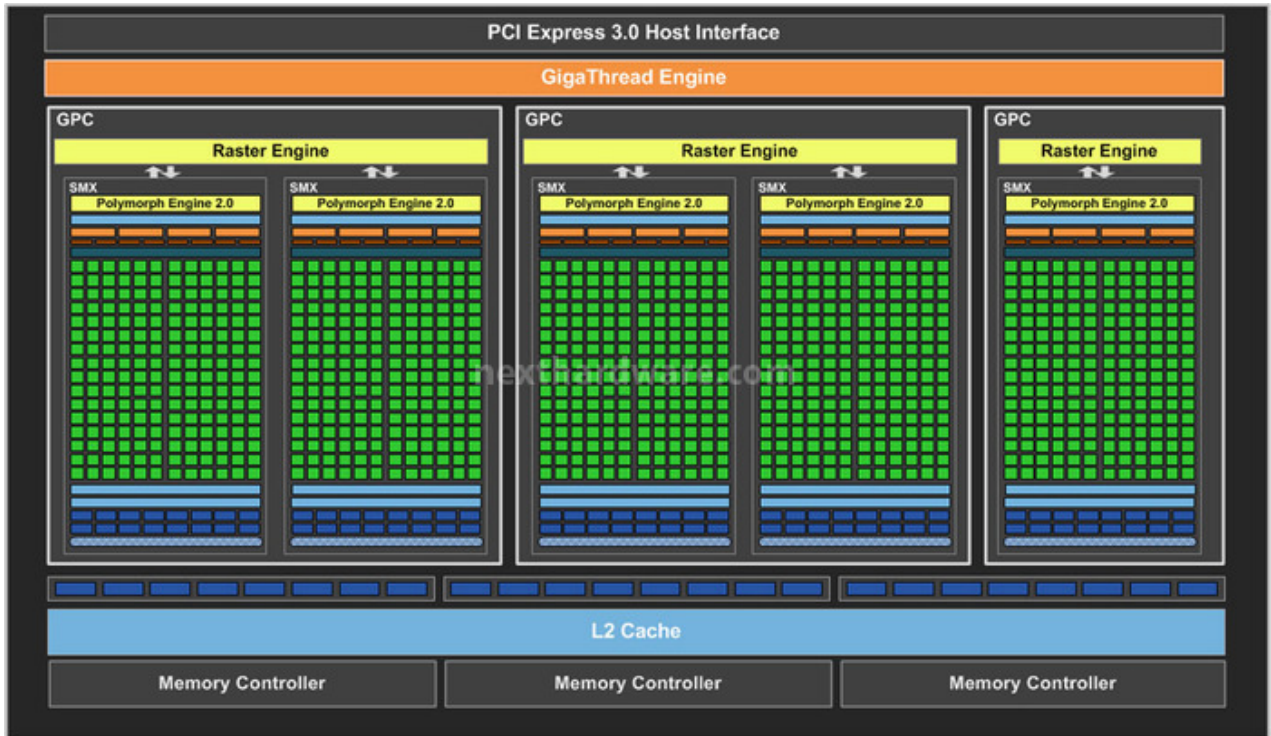 PCI Express 3.0 Host Interface
GigaThread Engine
GPC
Raster Engine
SMX
Polymorph Engine 2.0
SMX
Polymorph Engine 2.0
GPC
Raster Engine
SMX
Polymorph Engine 2.0
SMX
Polymorph Engine 2.0
GPC
Raster Engine
SMX
Polymorph Engine 2.0
nexthardware.com
L2 Cache
Memory Controller
Memory Controller
Memory Controller